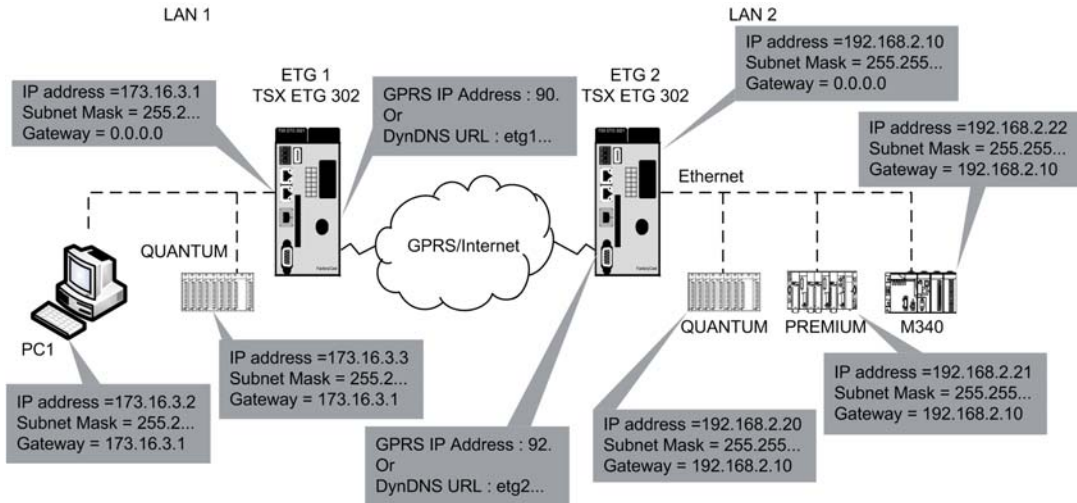 LAN 1
LAN 2
IP address =173.16.3.1
Subnet Mask = 255.2...
Gateway = 0.0.0.0
ETG 1
TSX ETG 302
GPRS IP Address : 90.
Or
DynDNS URL : etg1...
ETG 2
TSX ETG 302
IP address =192.168.2.10
Subnet Mask = 255.255...
Gateway = 0.0.0.0
IP address =192.168.2.22
Subnet Mask = 255.255...
Gateway = 192.168.2.10
Ethernet
GPRS/Internet
QUANTUM
PC1
QUANTUM
PREMIUM
M340
IP address =173.16.3.2
Subnet Mask = 255.2...
Gateway = 173.16.3.1
IP address =173.16.3.3
Subnet Mask = 255.2...
Gateway = 173.16.3.1
GPRS IP Address : 92.
Or
DynDNS URL : etg2...
IP address =192.168.2.20
Subnet Mask = 255.255...
Gateway = 192.168.2.10
IP address =192.168.2.21
Subnet Mask = 255.255...
Gateway = 192.168.2.10